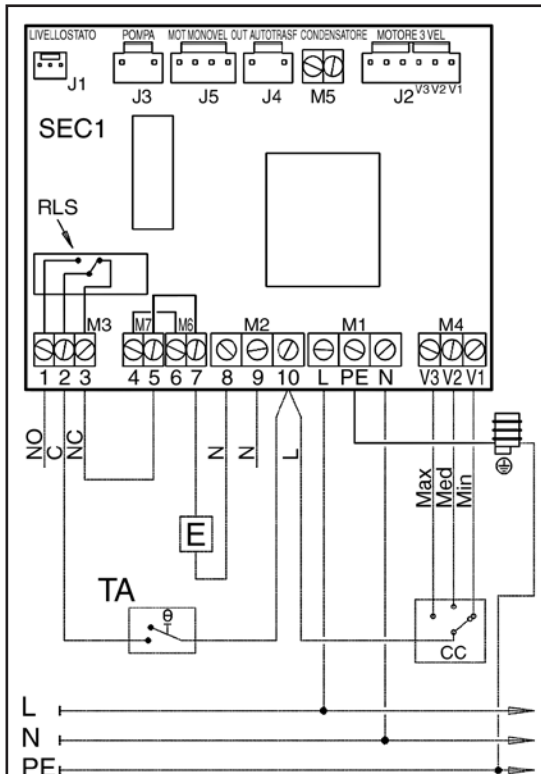 LIVELLOSTATO POMPA MOT MONOVEL OUT AUTOTRASF CONDENSATORE MOTORE 3 VEL
J1 J3 J5 J4 M5 J2 V3 V2 V1
SEC1
RLS
M3 M7 M6 M2 M1 M4
1 2 3 4 5 6 7 8 9 10 L PE N V3 V2 V1
NO C NC N N L Max Med Min
E
TA
θ
CC
L
N
PE